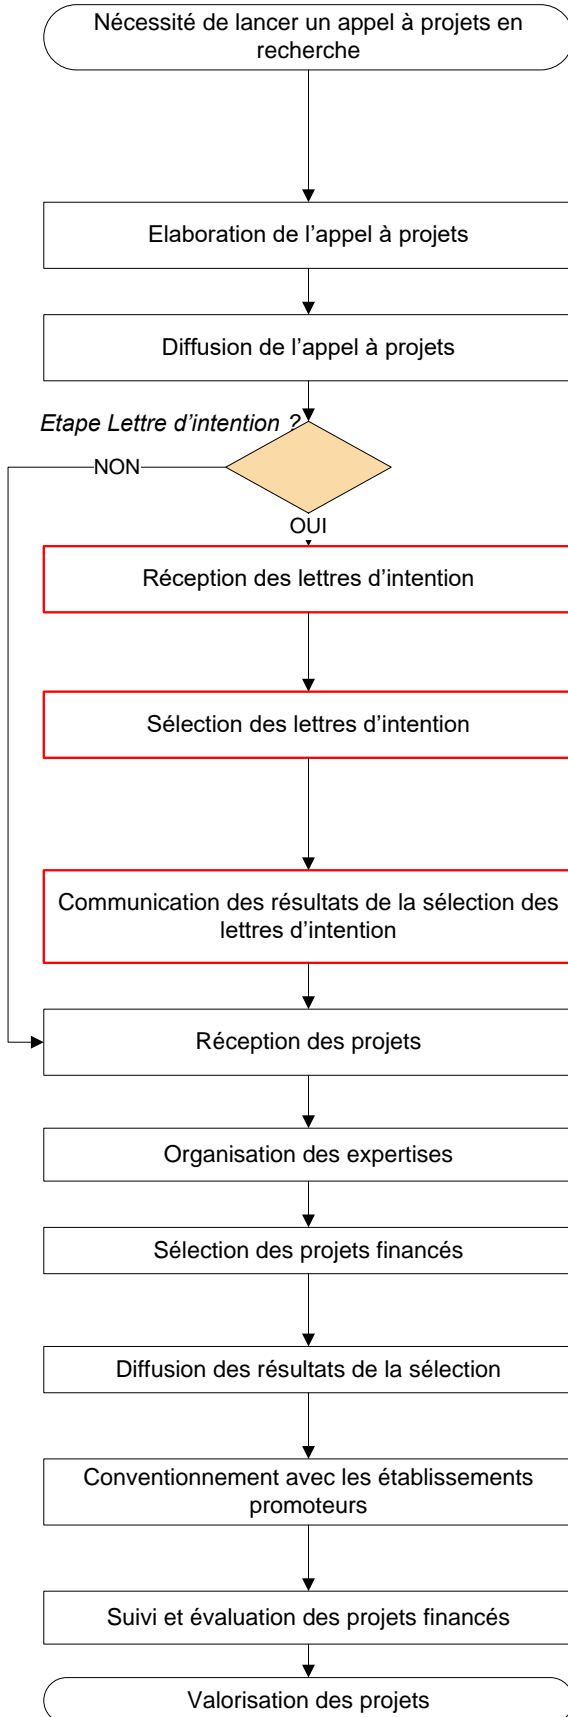 Nécessité de lancer un appel à projets en
recherche
Elaboration de l'appel à projets
Diffusion de l'appel à projets
Etape Lettre d'intention ?
NON
OUI
Réception des lettres d'intention
Sélection des lettres d'intention
Communication des résultats de la sélection des
lettres d'intention
Réception des projets
Organisation des expertises
Sélection des projets financés
Diffusion des résultats de la sélection
Conventionnement avec les établissements
promoteurs
Suivi et évaluation des projets financés
Valorisation des projets